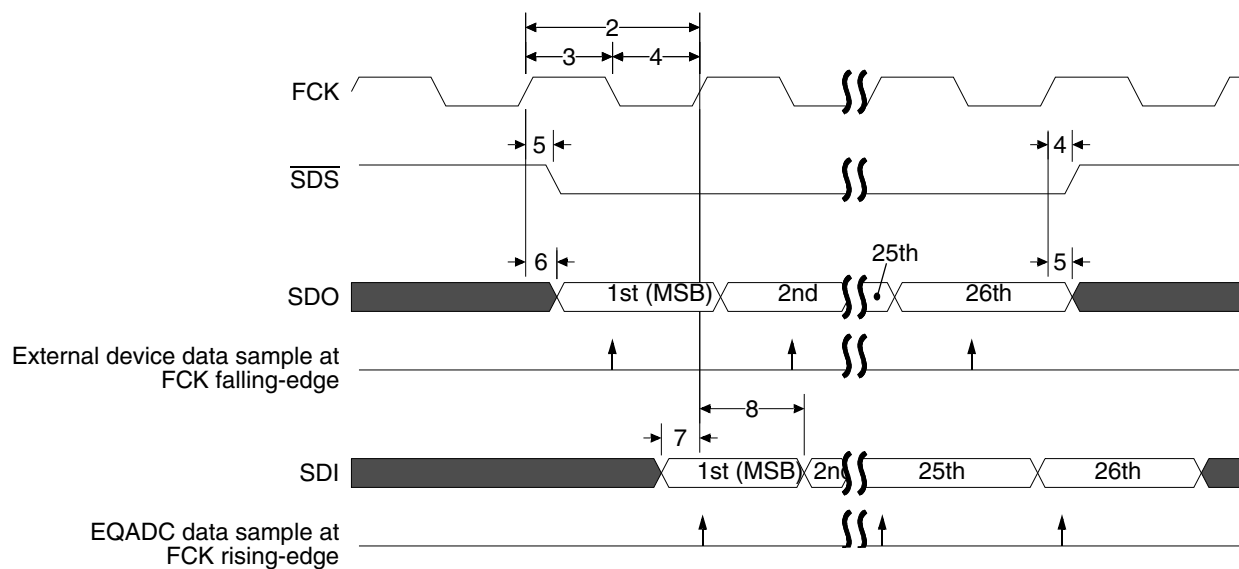 2
3
4
FCK
5
4
SDS
6
25th
5
SDO
1st (MSB)
2nd
26th
External device data sample at
FCK falling-edge
8
7
SDI
1st (MSB)
2nd
25th
26th
EQADC data sample at
FCK rising-edge